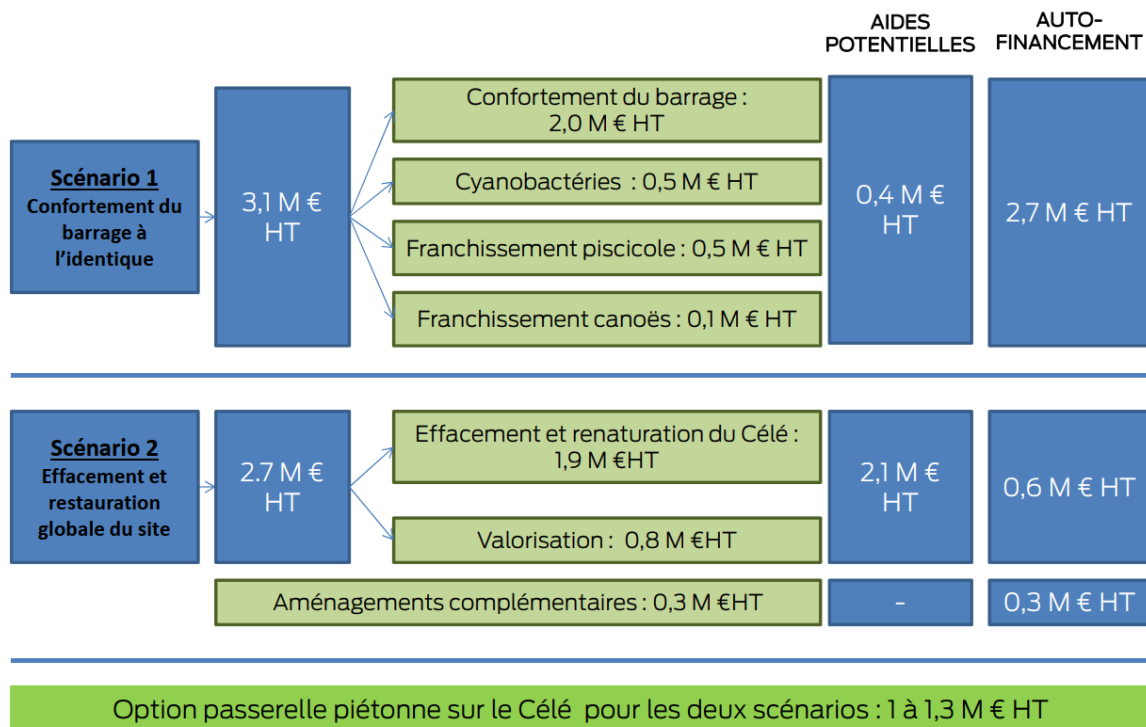 AIDES
POTENTIELLES
AUTO-
FINANCEMENT
Scénario 1
Confortement du
barrage à
l’identique
3,1 M €
HT
Confortement du barrage :
2,0 M € HT
Cyanobactéries : 0,5 M € HT
Franchissement piscicole : 0,5 M € HT
Franchissement canoës : 0,1 M € HT
0,4 M €
HT
2,7 M € HT
Scénario 2
Effacement et
restauration
globale du site
2.7 M €
HT
Effacement et renaturation du Célé :
1,9 M €HT
Valorisation : 0,8 M €HT
2,1 M €
HT
0,6 M € HT
Aménagements complémentaires : 0,3 M €HT
-
0,3 M € HT
Option passerelle piétonne sur le Célé pour les deux scénarios : 1 à 1,3 M € HT